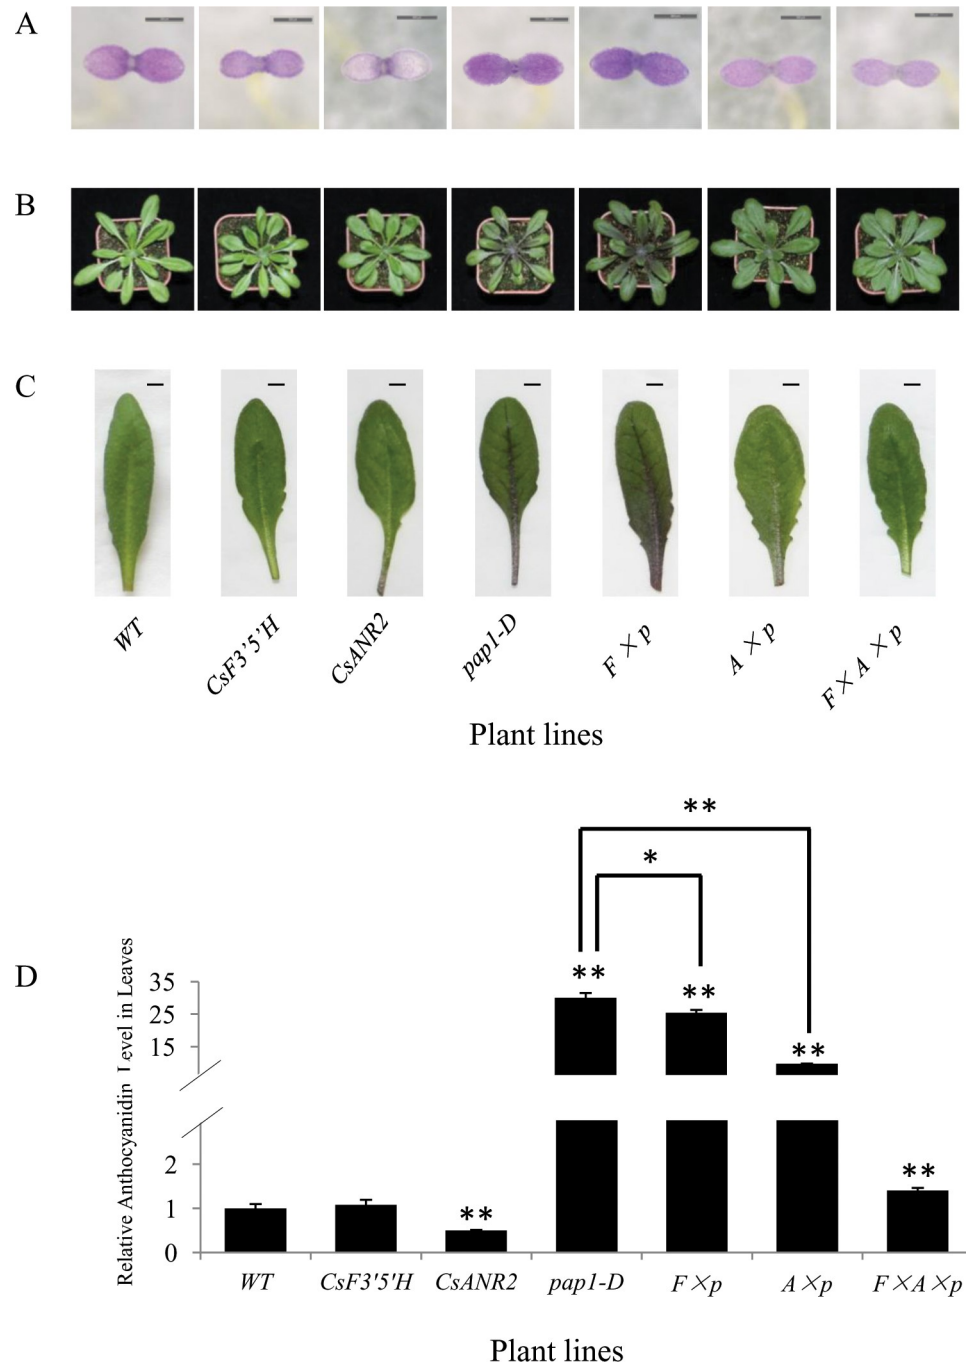 A
B
C
WT
CsF3'5'H
CsANR2
pap1-D
F×p
A×p
F×A×p
Plant lines
D
Relative Anthocyanidin Level in Leaves
35
25
15
2
1
0
**
*
**
**
**
**
**
WT
CsF3'5'H
CsANR2
pap1-D
F×p
A×p
F×A×p
Plant lines